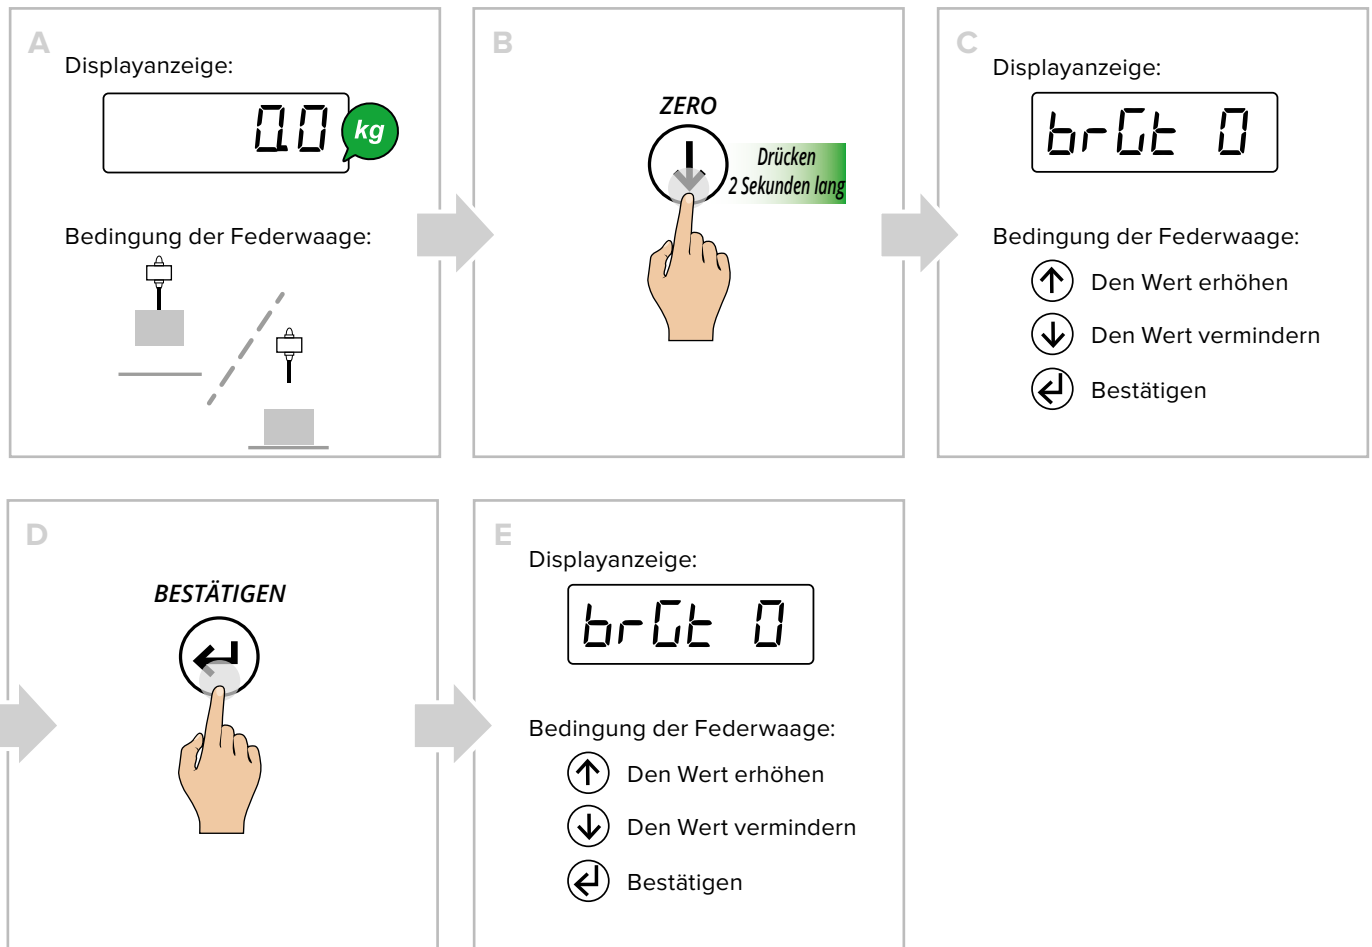 A
Displayanzeige:
0.0 kg
Bedingung der Federwaage:
B
ZERO
Drücken
2 Sekunden lang
C
Displayanzeige:
brGt 0
Bedingung der Federwaage:
Den Wert erhöhen
Den Wert vermindern
Bestätigen
D
BESTÄTIGEN
E
Displayanzeige:
brGt 0
Bedingung der Federwaage:
Den Wert erhöhen
Den Wert vermindern
Bestätigen